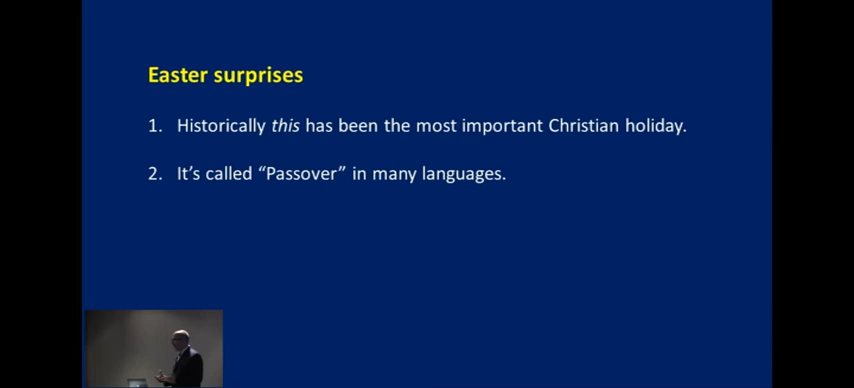 Easter surprises
1. Historically this has been the most important Christian holiday.
2. It’s called “Passover” in many languages.